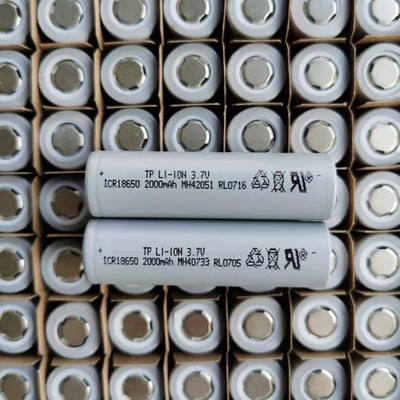 + TP LI-ION 3.7V -
ICR18650 2000mAh MH42051 RL0716
+ TP LI-ION 3.7V -
ICR18650 2000mAh MH40733 RL0705